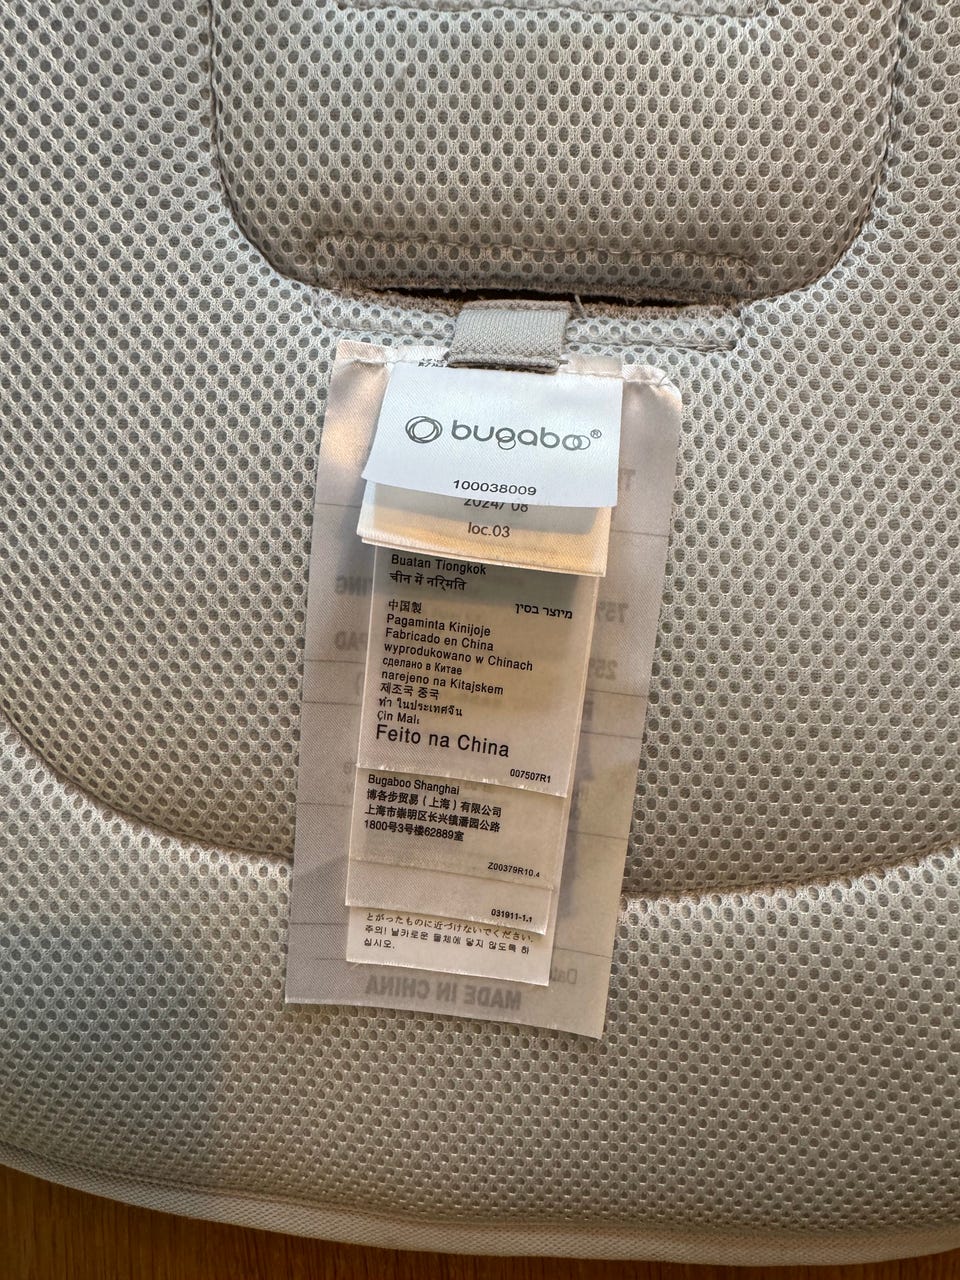 bugaboo®
100038009
2024/ 08
loc.03
Buatan Tiongkok
चीन में नरि्मति
מיוצר בסין
中国製
Pagaminta Kinijoje
Fabricado en China
wyprodukowano w Chinach
сделано в Китае
narejeno na Kitajskem
제조국 중국
ทำ ในประเทศจีน
Çin Malı
Feito na China
007507R1
Bugaboo Shanghai
博各步贸易（上海）有限公司
上海市崇明区长兴镇潘园公路
1800号3号楼62889室
Z00379R10.4
031911-1.1
とがったものに近づけないでください.
주의! 날카로운 물체에 닿지 않도록 하
십시오.
MADE IN CHINA